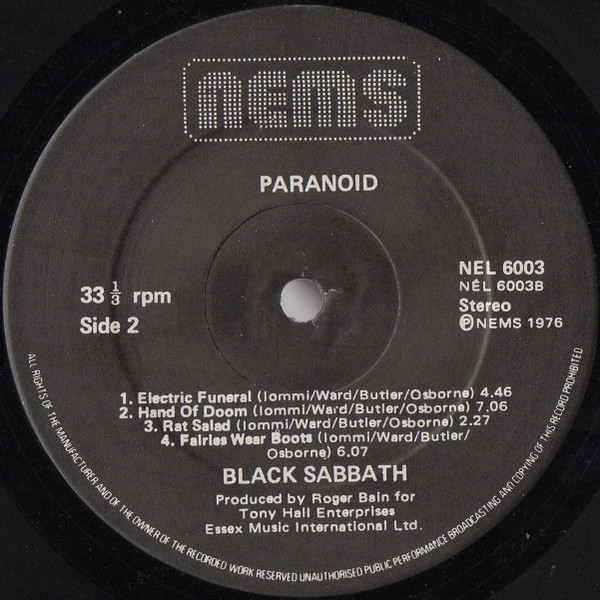 nems
PARANOID
33 1/3 rpm
Side 2
NEL 6003
NEL 6003B
Stereo
Ⓟ NEMS 1976
1. Electric Funeral (Iommi/Ward/Butler/Osborne) 4.46
2. Hand Of Doom (Iommi/Ward/Butler/Osborne) 7.06
3. Rat Salad (Iommi/Ward/Butler/Osborne) 2.27
4. Fairies Wear Boots (Iommi/Ward/Butler/
Osborne) 6.07
BLACK SABBATH
Produced by Roger Bain for
Tony Hall Enterprises
Essex Music International Ltd.
ALL RIGHTS OF THE MANUFACTURER AND OF THE OWNER OF THE RECORDED WORK RESERVED UNAUTHORISED PUBLIC PERFORMANCE BROADCASTING AND COPYING OF THIS RECORD PROHIBITED